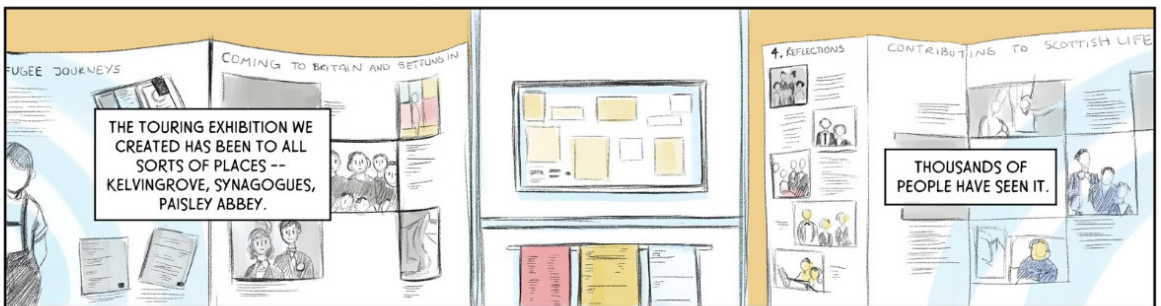 FUGEE JOURNEYS
COMING TO BRITAIN AND SETTLING IN
THE TOURING EXHIBITION WE
CREATED HAS BEEN TO ALL
SORTS OF PLACES --
KELVINGROVE, SYNAGOGUES,
PAISLEY ABBEY.
4. REFLECTIONS
CONTRIBUTING TO SCOTTISH LIFE
THOUSANDS OF
PEOPLE HAVE SEEN IT.